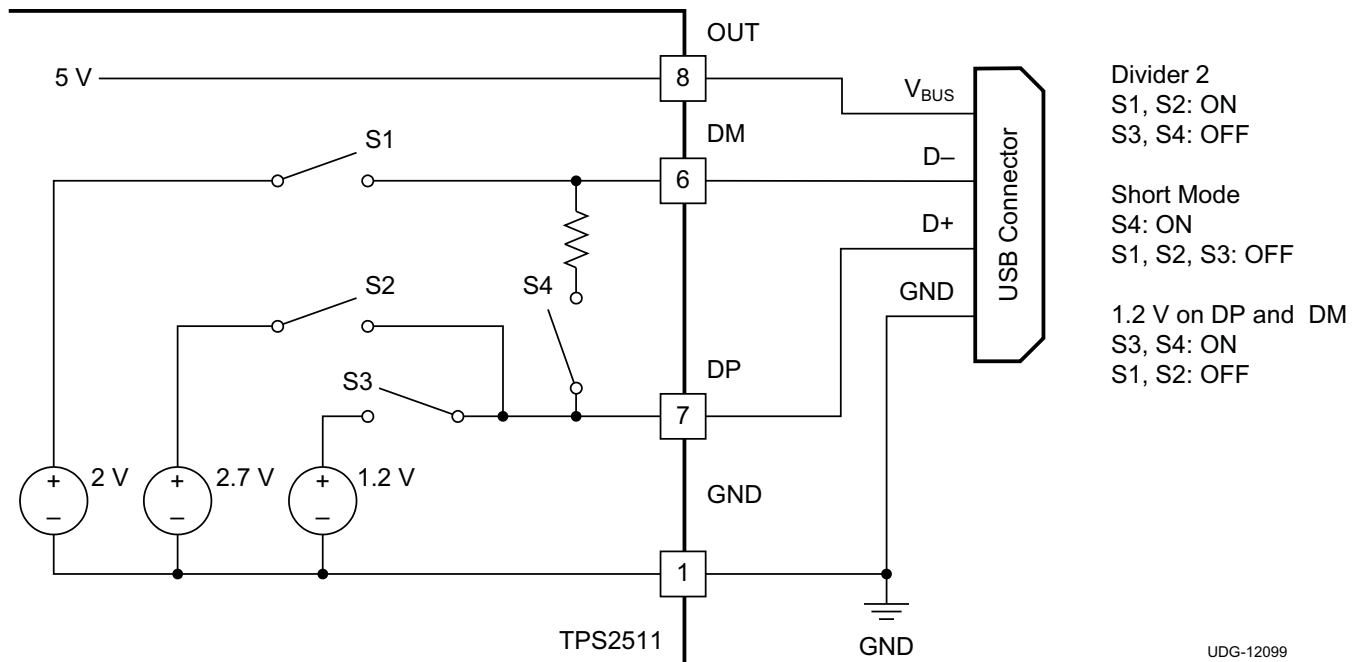 OUT
5 V
8
V_BUS
DM
S1
6
D–
D+
S2
S4
GND
USB Connector
DP
S3
7
+
2 V
+
2.7 V
+
1.2 V
–
–
–
GND
1
TPS2511
GND
Divider 2
S1, S2: ON
S3, S4: OFF
Short Mode
S4: ON
S1, S2, S3: OFF
1.2 V on DP and DM
S3, S4: ON
S1, S2: OFF
UDG-12099